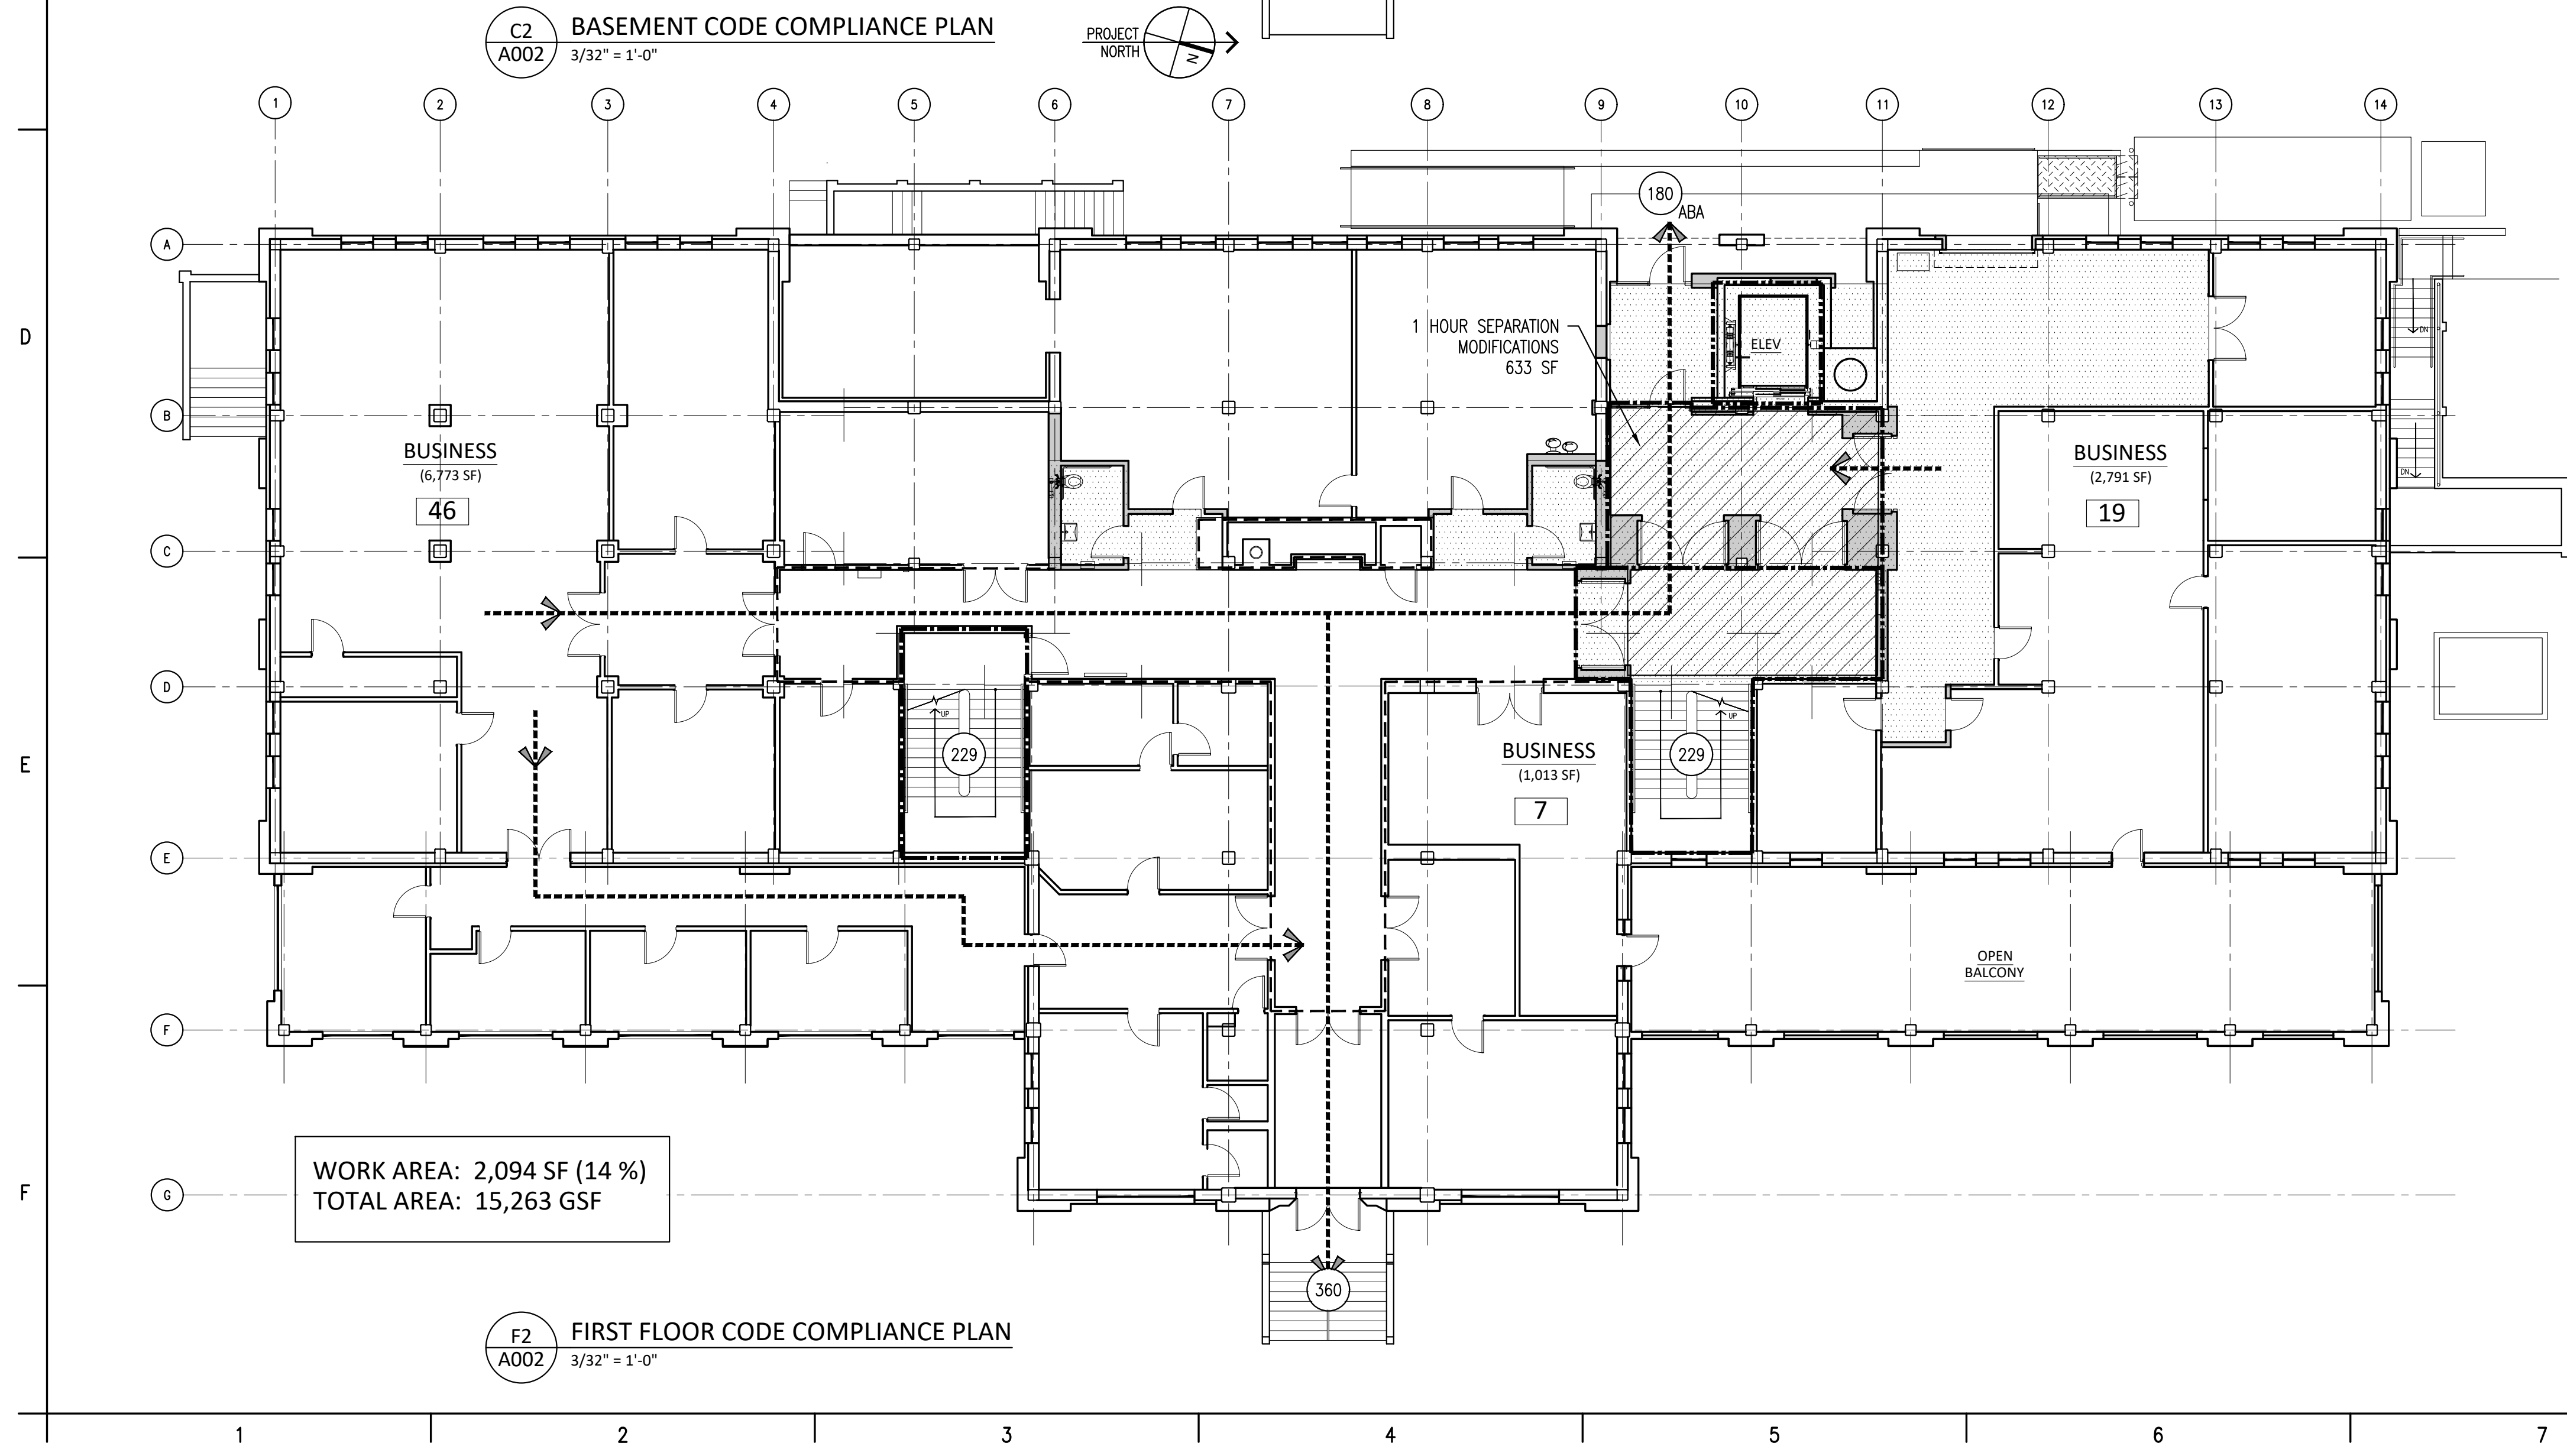 C2
A002
BASEMENT CODE COMPLIANCE PLAN
3/32" = 1'-0"
PROJECT
NORTH
N
1
2
3
4
5
6
7
8
9
10
11
12
13
14
180
ABA
A
D
1 HOUR SEPARATION
MODIFICATIONS
633 SF
ELEV
DN
B
BUSINESS
(6,773 SF)
46
BUSINESS
(2,791 SF)
19
DN
C
D
UP
UP
E
229
BUSINESS
(1,013 SF)
7
229
E
OPEN
BALCONY
F
WORK AREA: 2,094 SF (14 %)
TOTAL AREA: 15,263 GSF
F
G
360
F2
A002
FIRST FLOOR CODE COMPLIANCE PLAN
3/32" = 1'-0"
1
2
3
4
5
6
7